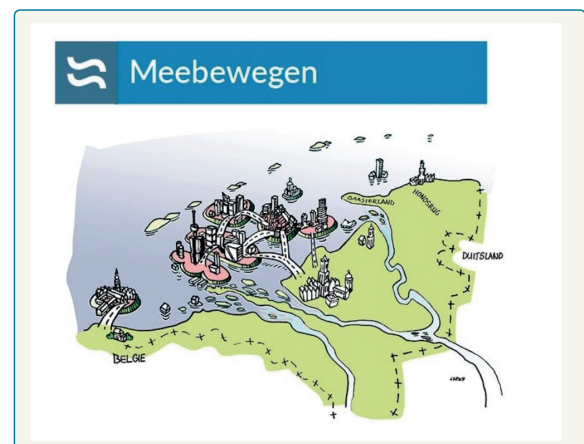 Meebewegen
GAASTERLAND
HONDSRUG
DUITSLAND
BELGIE